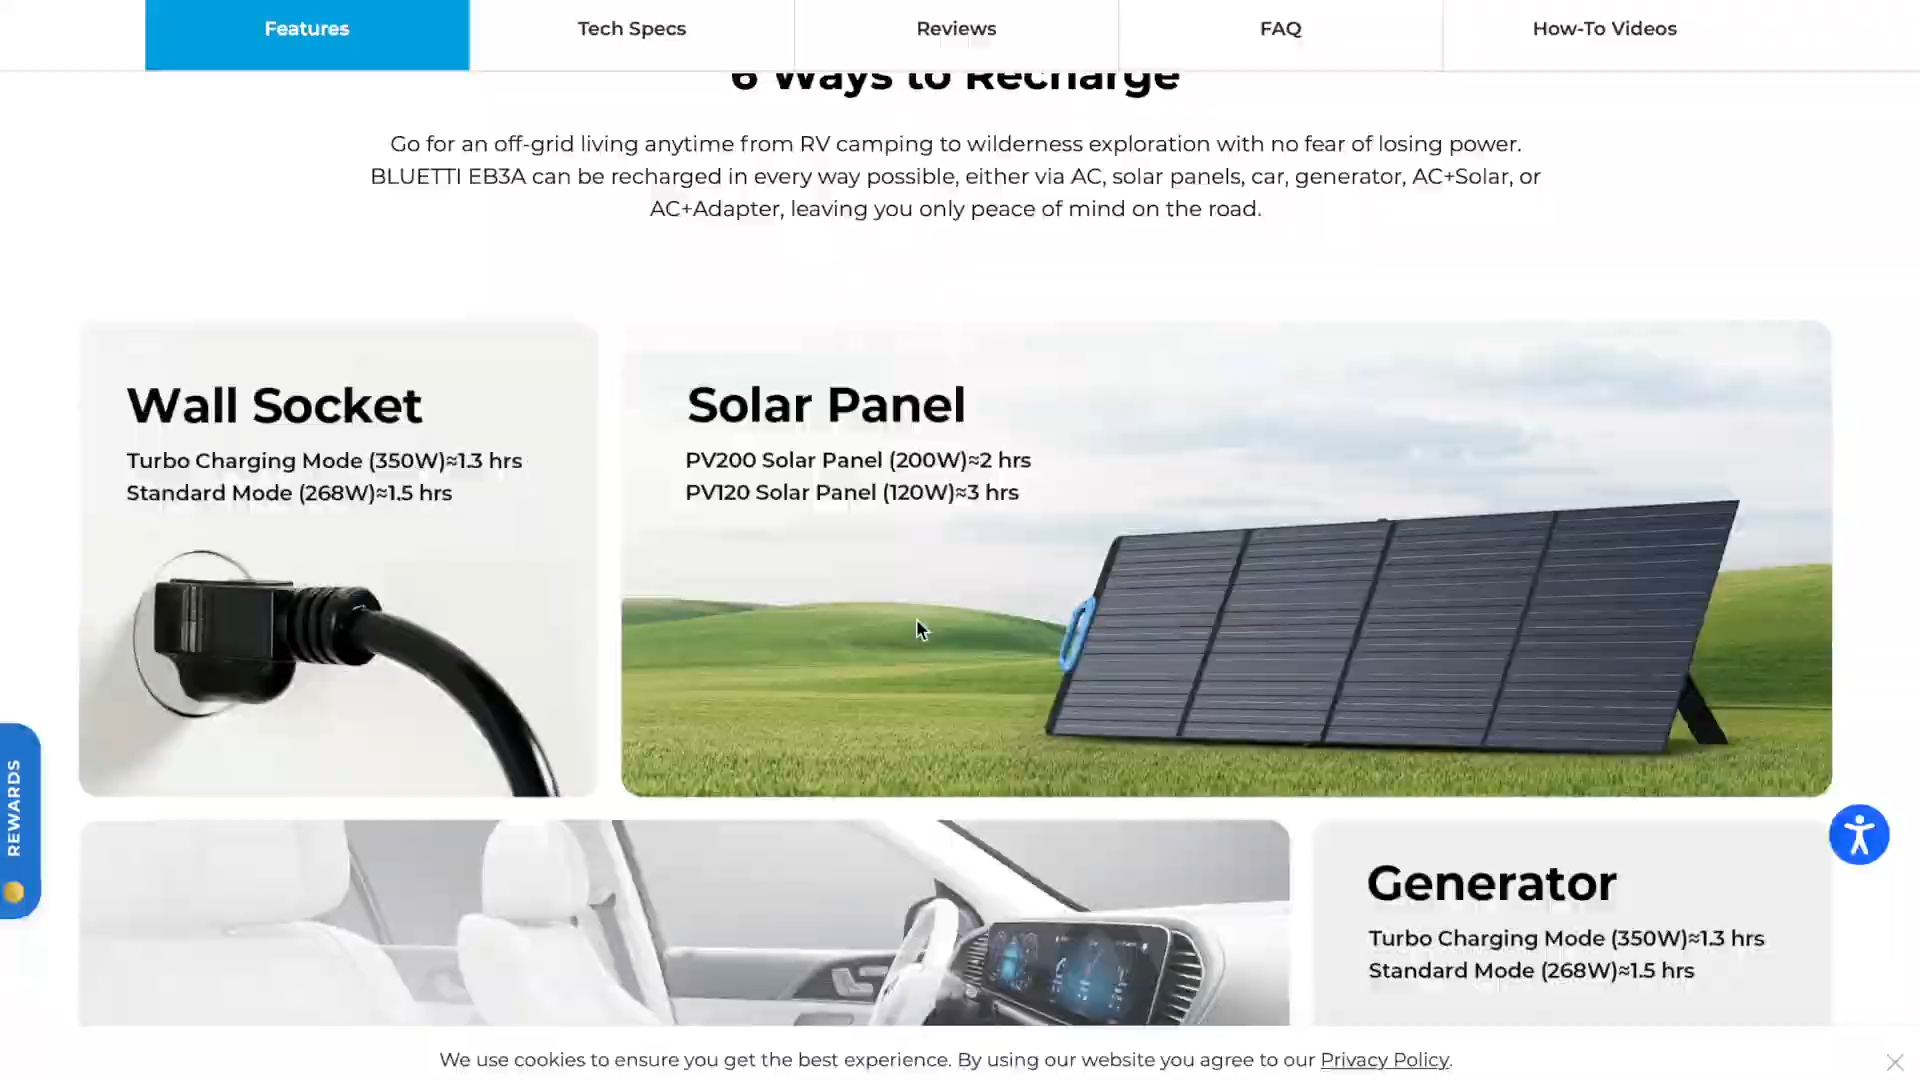 Features
Tech Specs
Reviews
FAQ
How-To Videos
6 Ways to Recharge
Go for an off-grid living anytime from RV camping to wilderness exploration with no fear of losing power.
BLUETTI EB3A can be recharged in every way possible, either via AC, solar panels, car, generator, AC+Solar, or
AC+Adapter, leaving you only peace of mind on the road.
Wall Socket
Turbo Charging Mode (350W)≈1.3 hrs
Standard Mode (268W)≈1.5 hrs
Solar Panel
PV200 Solar Panel (200W)≈2 hrs
PV120 Solar Panel (120W)≈3 hrs
REWARDS
Generator
Turbo Charging Mode (350W)≈1.3 hrs
Standard Mode (268W)≈1.5 hrs
We use cookies to ensure you get the best experience. By using our website you agree to our Privacy Policy.